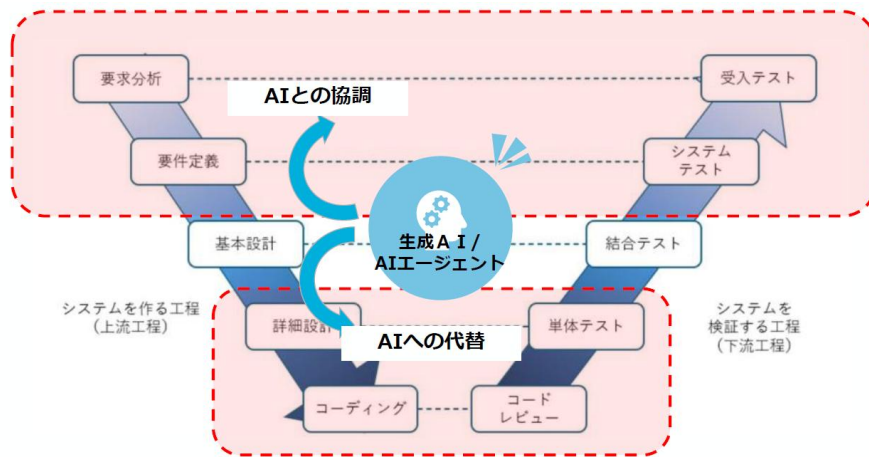 要求分析
受入テスト
AIとの協調
要件定義
システム
テスト
基本設計
生成ＡＩ/
AIエージェント
結合テスト
システムを作る工程
(上流工程)
詳細設計
AIへの代替
単体テスト
システムを
検証する工程
(下流工程)
コーディング
コード
レビュー